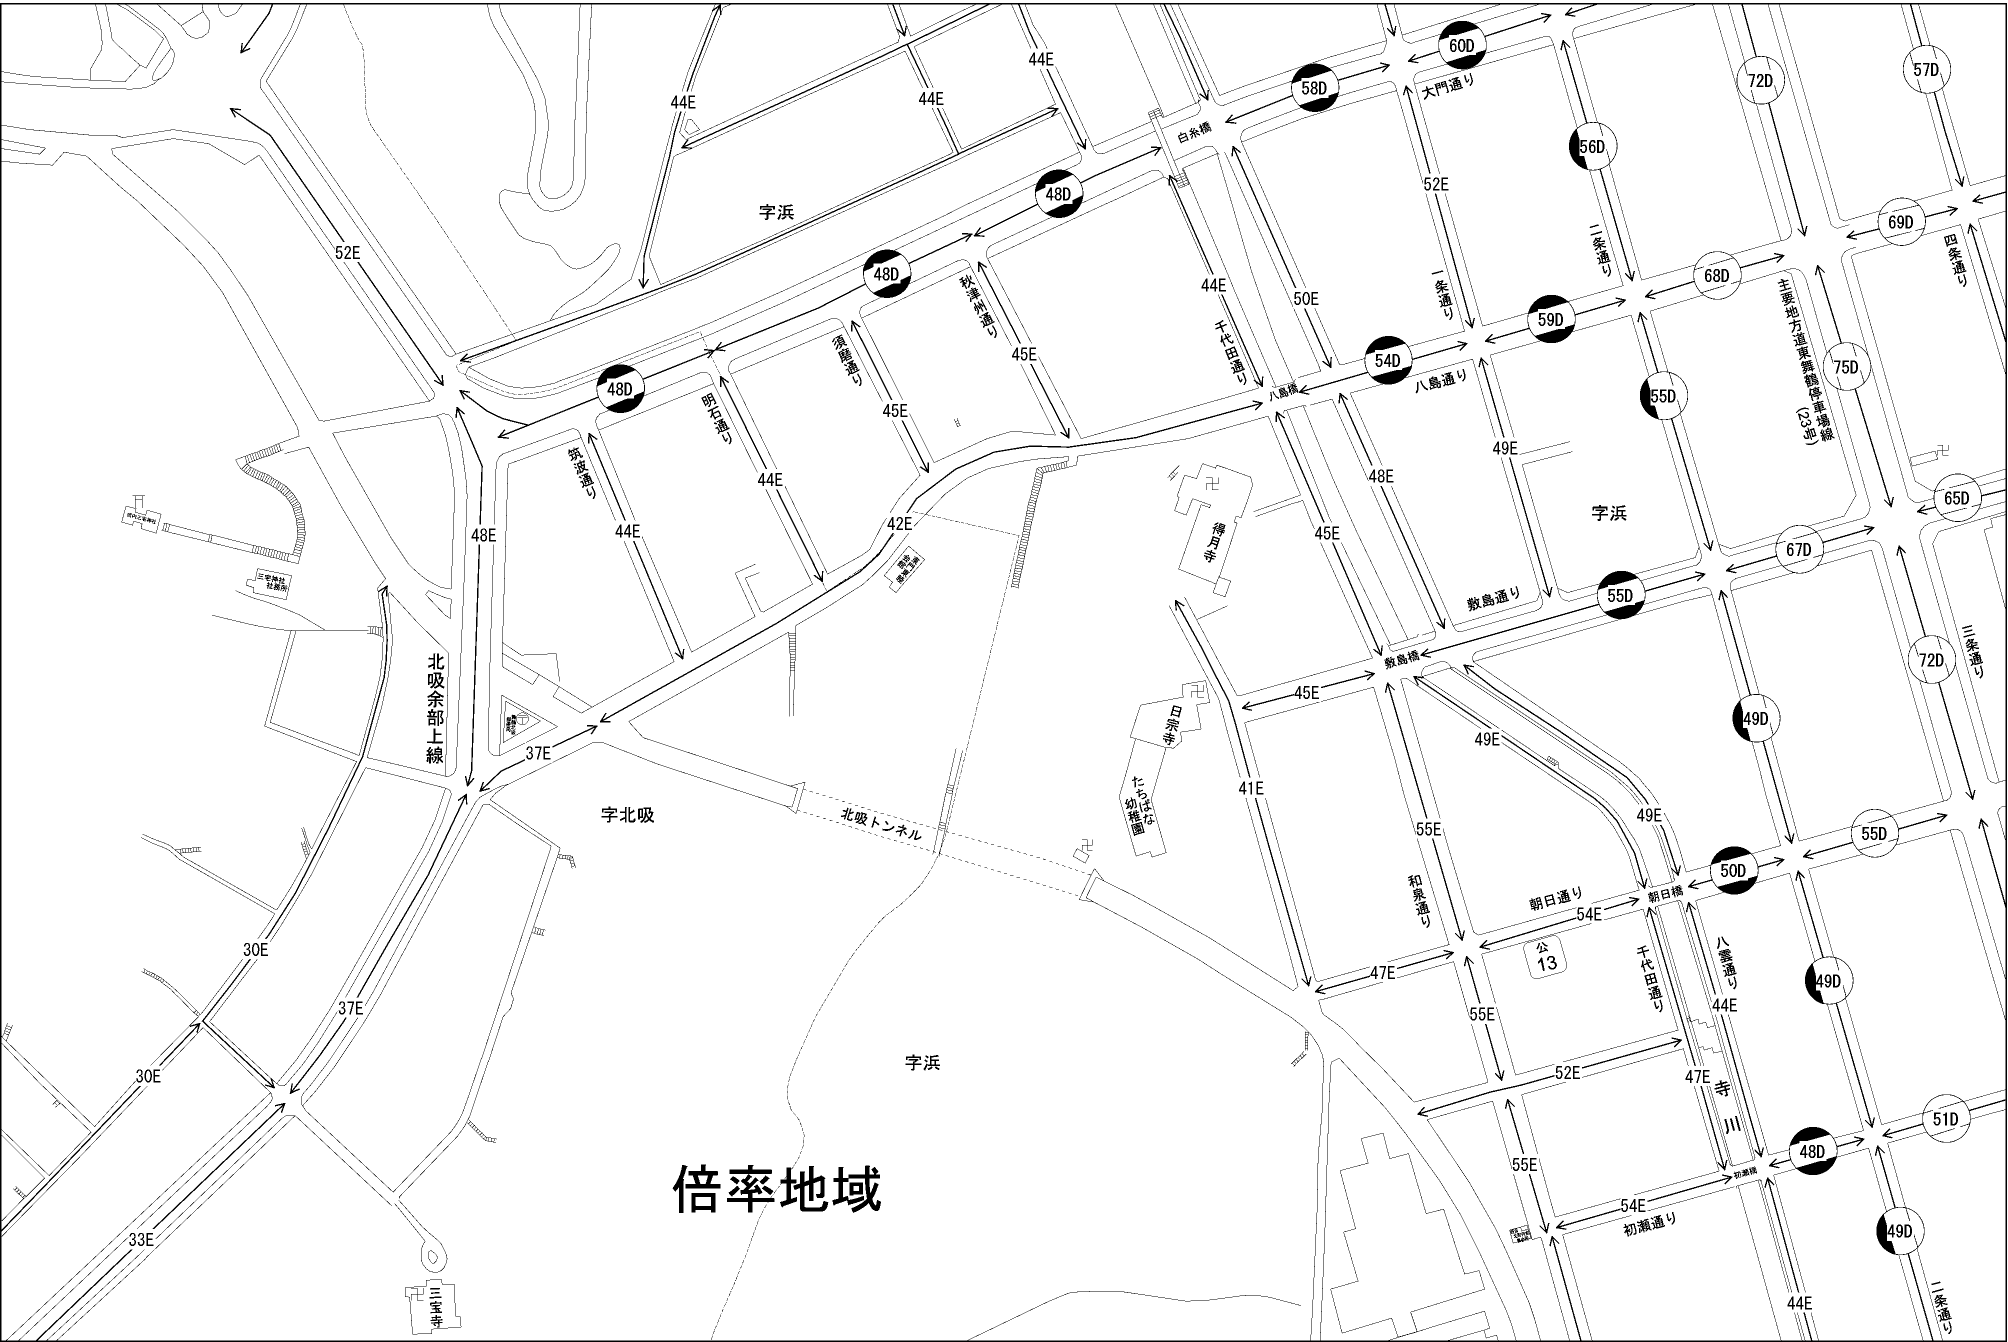 60D
72D
57D
大門通り
44E
58D
44E
44E
白糸橋
56D
52E
48D
字浜
69D
二条通り
四条通り
52E
48D
68D
44E
50E
一条通り
主要地方道東舞鶴停車場線
(23号)
秋津州通り
59D
千代田通り
須磨通り
45E
54D
75D
48D
八島通り
八島橋
55D
明石通り
45E
49E
筑波通り
44E
48E
65D
字浜
42E
44E
48E
45E
得月寺
67D
三宅神社
社務所
敷島通り
55D
三条通り
敷島橋
72D
北吸余部上線
45E
日宗寺
49D
49E
37E
41E
たちばな
幼稚園
49E
字北吸
北吸トンネル
55E
55D
50D
和泉通り
朝日通り
朝日橋
54E
30E
公
13
八雲通り
千代田通り
47E
49D
37E
44E
55E
字浜
52E
30E
47E
寺川
51D
48D
55E
初瀬橋
倍率地域
54E
初瀬通り
33E
49D
三宝寺
44E
二条通り